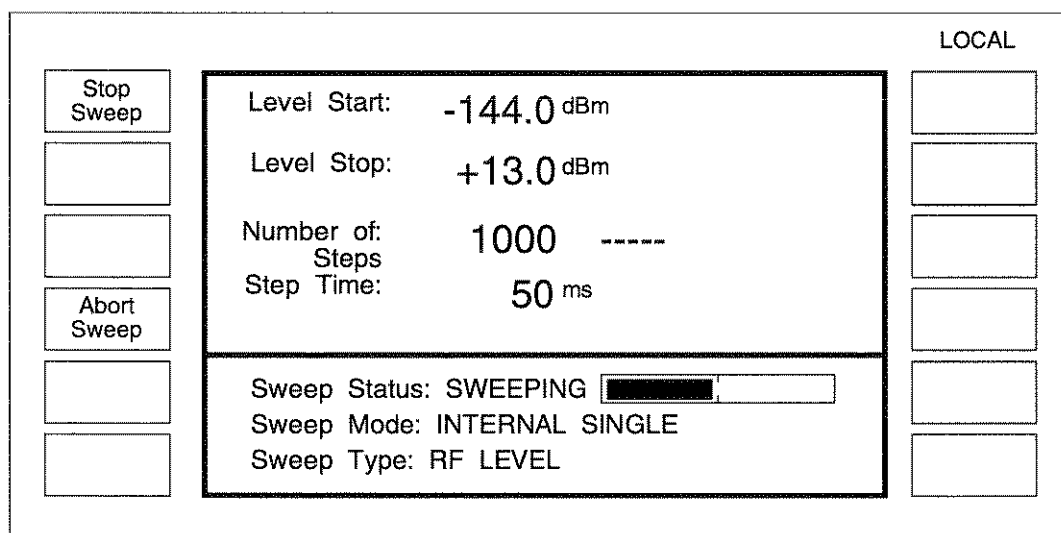 LOCAL
Stop
Sweep
Abort
Sweep
Level Start: -144.0 dBm
Level Stop: +13.0 dBm
Number of: 1000 -----
Steps
Step Time: 50 ms
Sweep Status: SWEEPING
Sweep Mode: INTERNAL SINGLE
Sweep Type: RF LEVEL